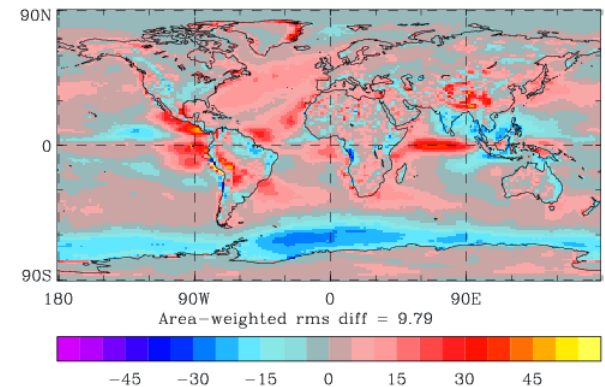 90N
0
90S
180 90W 0 90E
Area-weighted rms diff = 9.79
-45 -30 -15 0 15 30 45